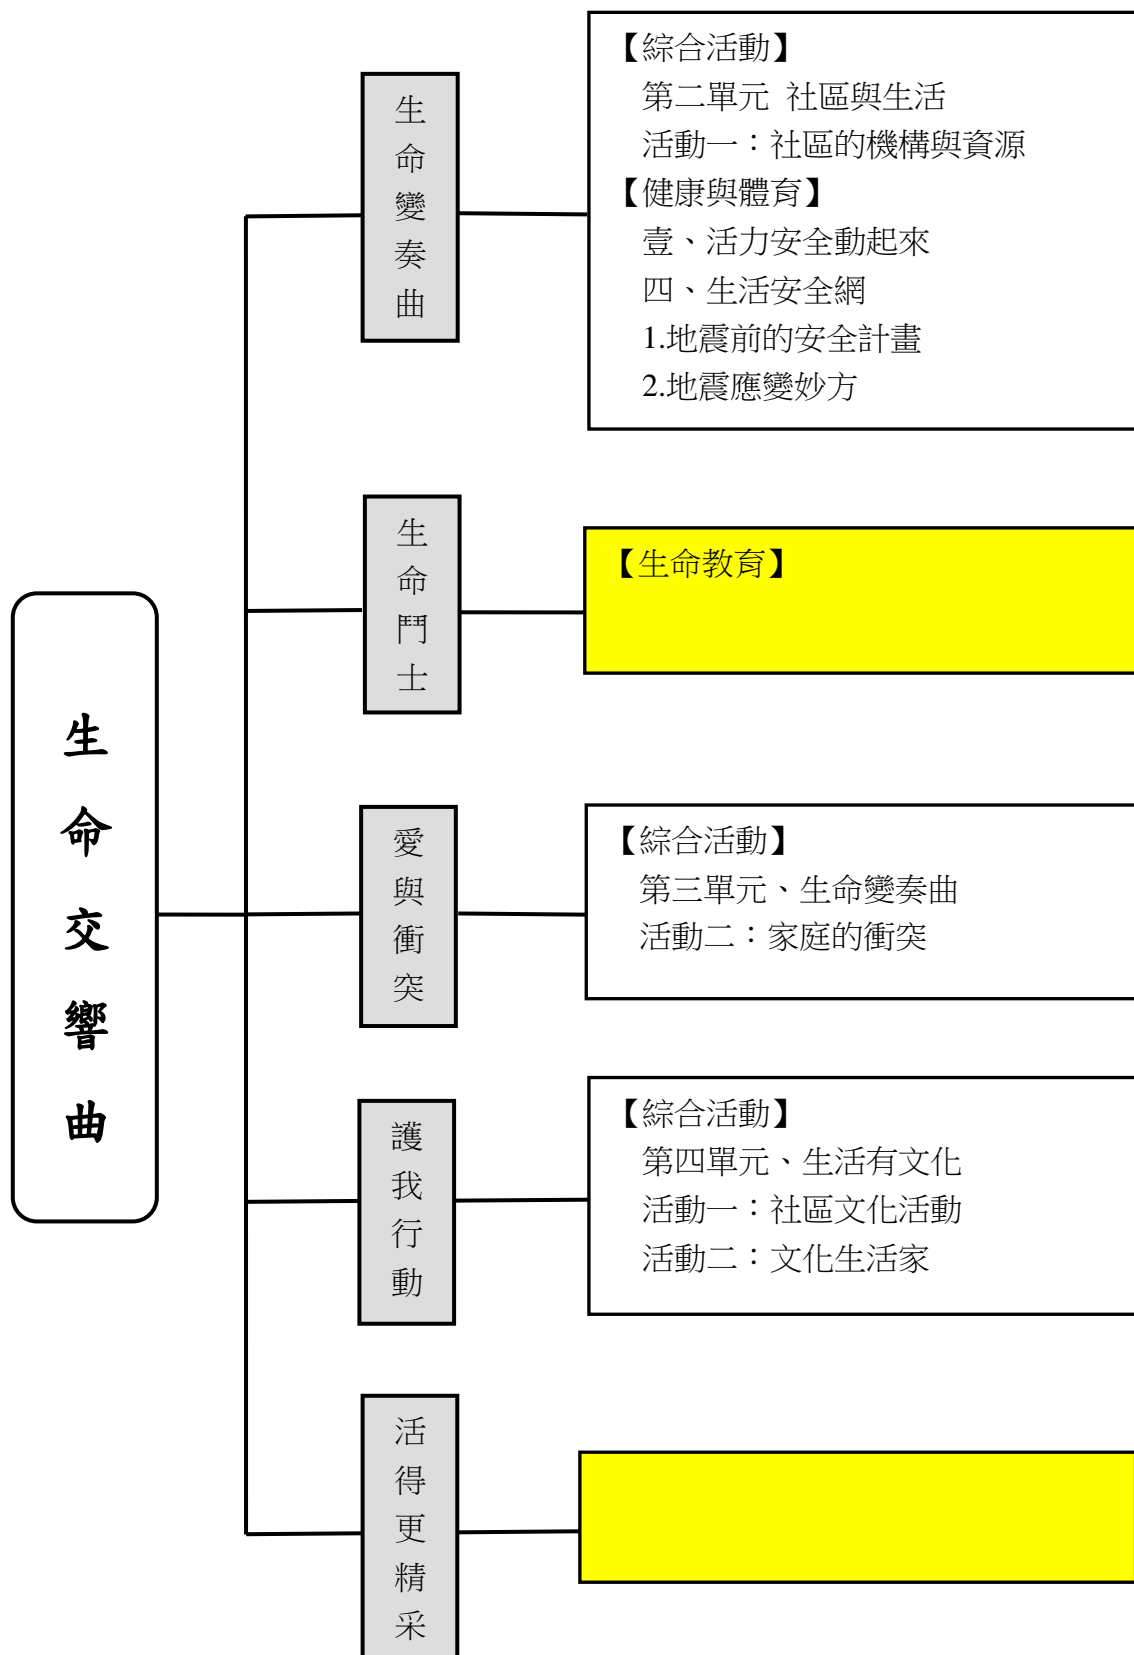 生命交響曲
生命變奏曲
【綜合活動】
第二單元 社區與生活
活動一：社區的機構與資源
【健康與體育】
壹、活力安全動起來
四、生活安全網
1.地震前的安全計畫
2.地震應變妙方
生命鬥士
【生命教育】
愛與衝突
【綜合活動】
第三單元、生命變奏曲
活動二：家庭的衝突
護我行動
【綜合活動】
第四單元、生活有文化
活動一：社區文化活動
活動二：文化生活家
活得更精采